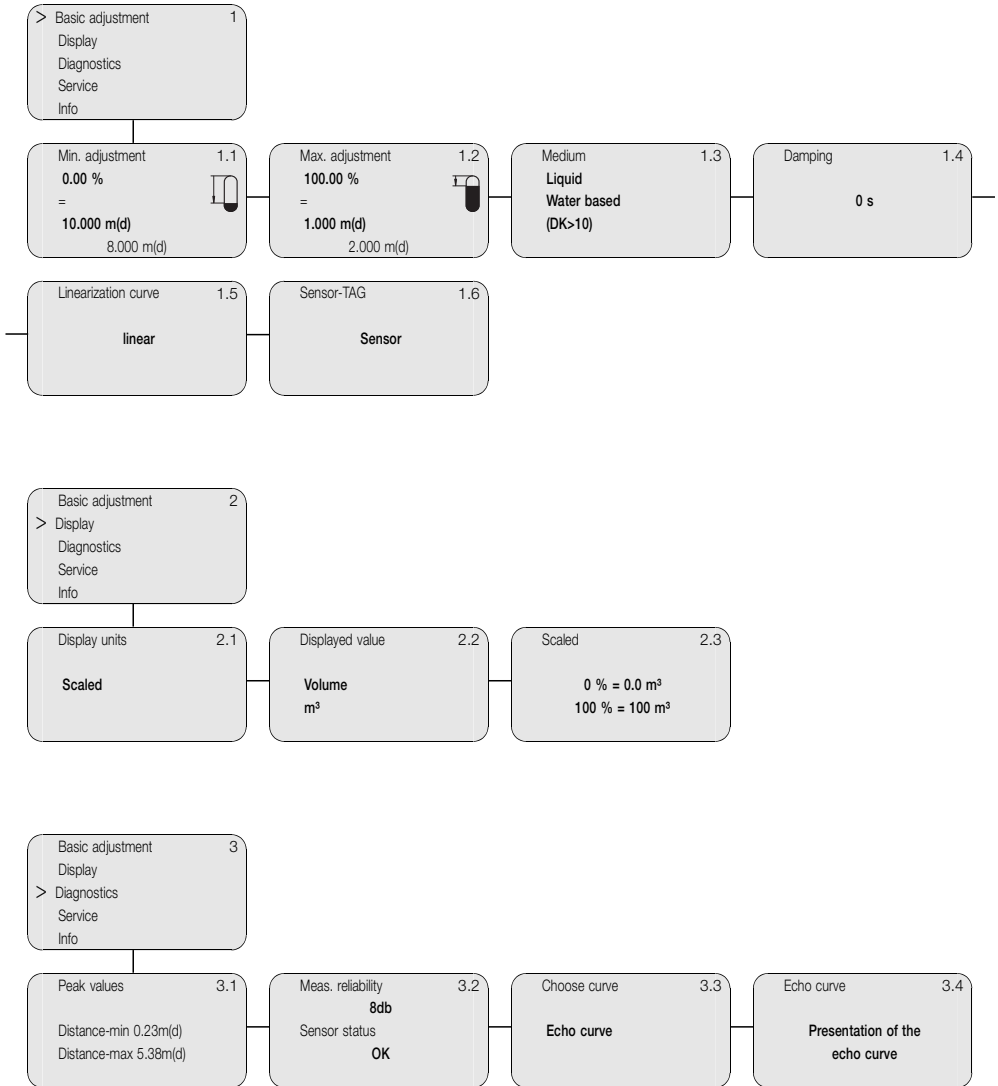 > Basic adjustment 1
Display
Diagnostics
Service
Info
Min. adjustment 1.1
0.00 %
=
10.000 m(d)
8.000 m(d)
Max. adjustment 1.2
100.00 %
=
1.000 m(d)
2.000 m(d)
Medium 1.3
Liquid
Water based
(DK>10)
Damping 1.4
0 s
Linearization curve 1.5
linear
Sensor-TAG 1.6
Sensor
Basic adjustment 2
> Display
Diagnostics
Service
Info
Display units 2.1
Scaled
Displayed value 2.2
Volume
m³
Scaled 2.3
0 % = 0.0 m³
100 % = 100 m³
Basic adjustment 3
Display
> Diagnostics
Service
Info
Peak values 3.1
Distance-min 0.23m(d)
Distance-max 5.38m(d)
Meas. reliability 3.2
8db
Sensor status
OK
Choose curve 3.3
Echo curve
Echo curve 3.4
Presentation of the
echo curve